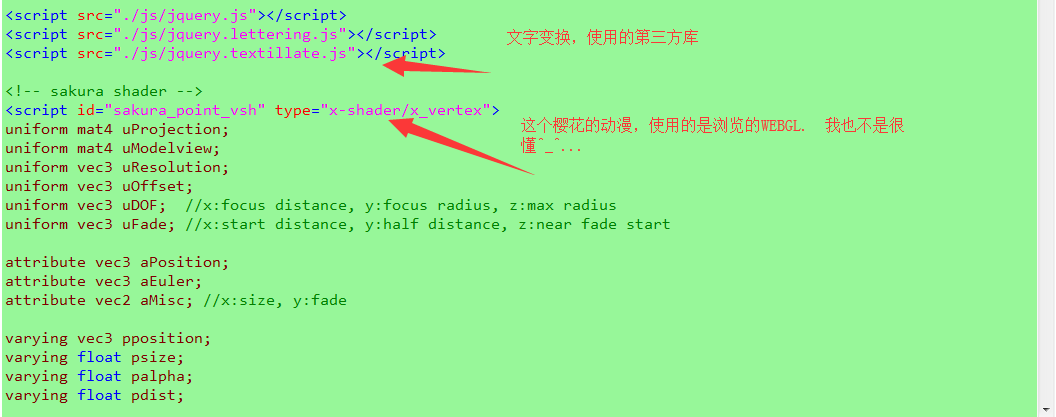 <script src="./js/jquery.js"></script>
<script src="./js/jquery.lettering.js"></script>
文字变换，使用的第三方库
<script src="./js/jquery.textillate.js"></script>
<!-- sakura shader -->
<script id="sakura_point_vsh" type="x-shader/x_vertex">
这个樱花的动漫，使用的是浏览的WEBGL. 我也不是很
懂^_^...
uniform mat4 uProjection;
uniform mat4 uModelview;
uniform vec3 uResolution;
uniform vec3 uOffset;
uniform vec3 uDOF;  //x:focus distance, y:focus radius, z:max radius
uniform vec3 uFade; //x:start distance, y:half distance, z:near fade start
attribute vec3 aPosition;
attribute vec3 aEuler;
attribute vec2 aMisc; //x:size, y:fade
varying vec3 pposition;
varying float psize;
varying float palpha;
varying float pdist;